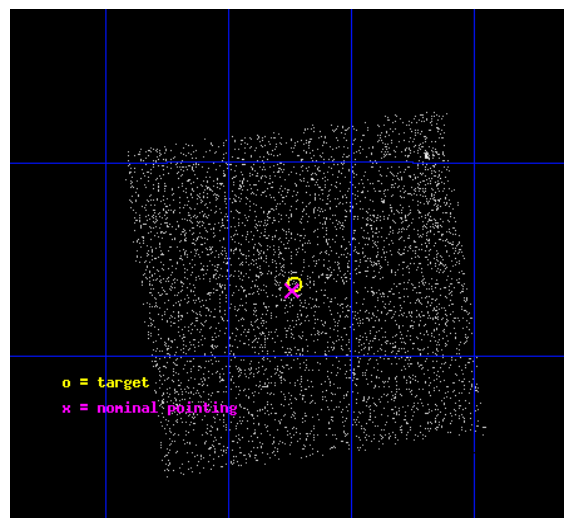 o = target
x = nominal pointing